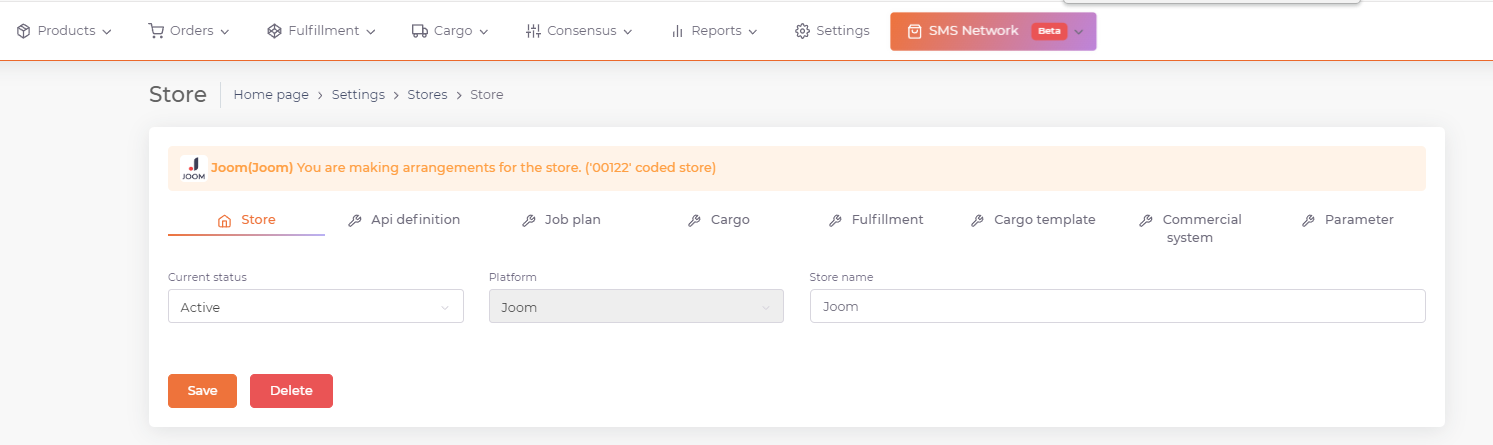 Products Orders Fulfillment Cargo Consensus Reports Settings SMS Network Beta
Store Home page > Settings > Stores > Store
JOOM Joom(Joom) You are making arrangements for the store. ('00122' coded store)
Store Api definition Job plan Cargo Fulfillment Cargo template Commercial system Parameter
Current status Platform Store name
Active Joom Joom
Save Delete